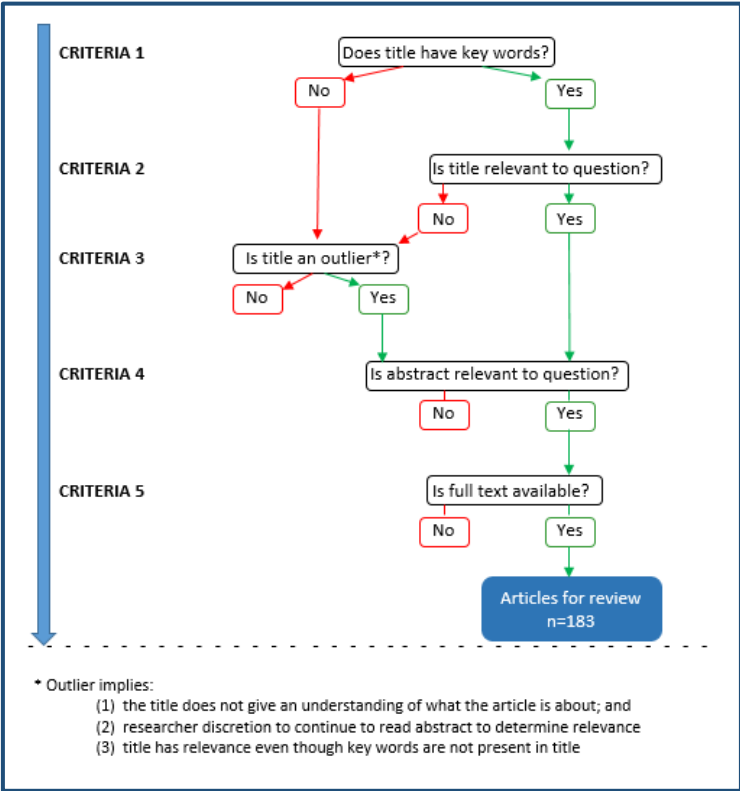 CRITERIA 1
Does title have key words?
No
Yes
CRITERIA 2
Is title relevant to question?
No
Yes
CRITERIA 3
Is title an outlier*?
No
Yes
CRITERIA 4
Is abstract relevant to question?
No
Yes
CRITERIA 5
Is full text available?
No
Yes
Articles for review
n=183
* Outlier implies:
(1) the title does not give an understanding of what the article is about; and
(2) researcher discretion to continue to read abstract to determine relevance
(3) title has relevance even though key words are not present in title